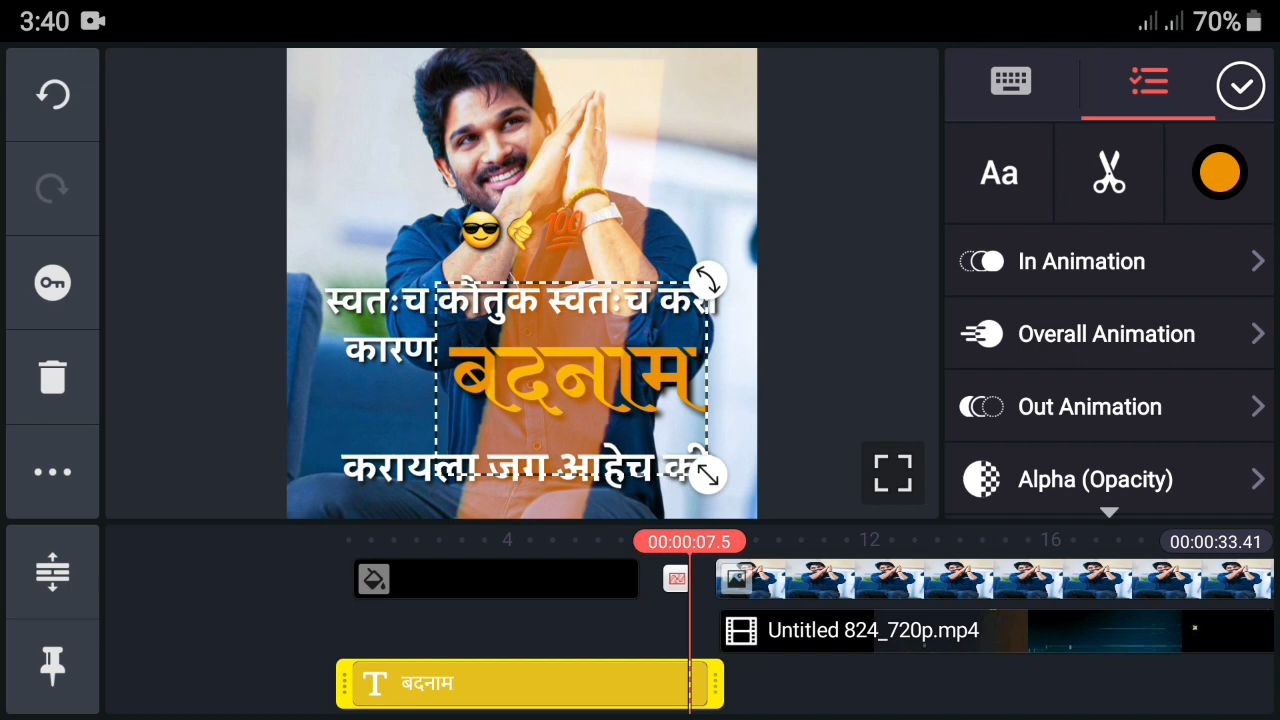 3:40
70%
Aa
In Animation
Overall Animation
Out Animation
Alpha (Opacity)
😎🤙💯
स्वतःच कौतुक स्वतःच करा
कारण
बदनाम
करायला जग आहेच की
4
00:00:07.5
12
16
00:00:33.41
Untitled 824_720p.mp4
T बदनाम